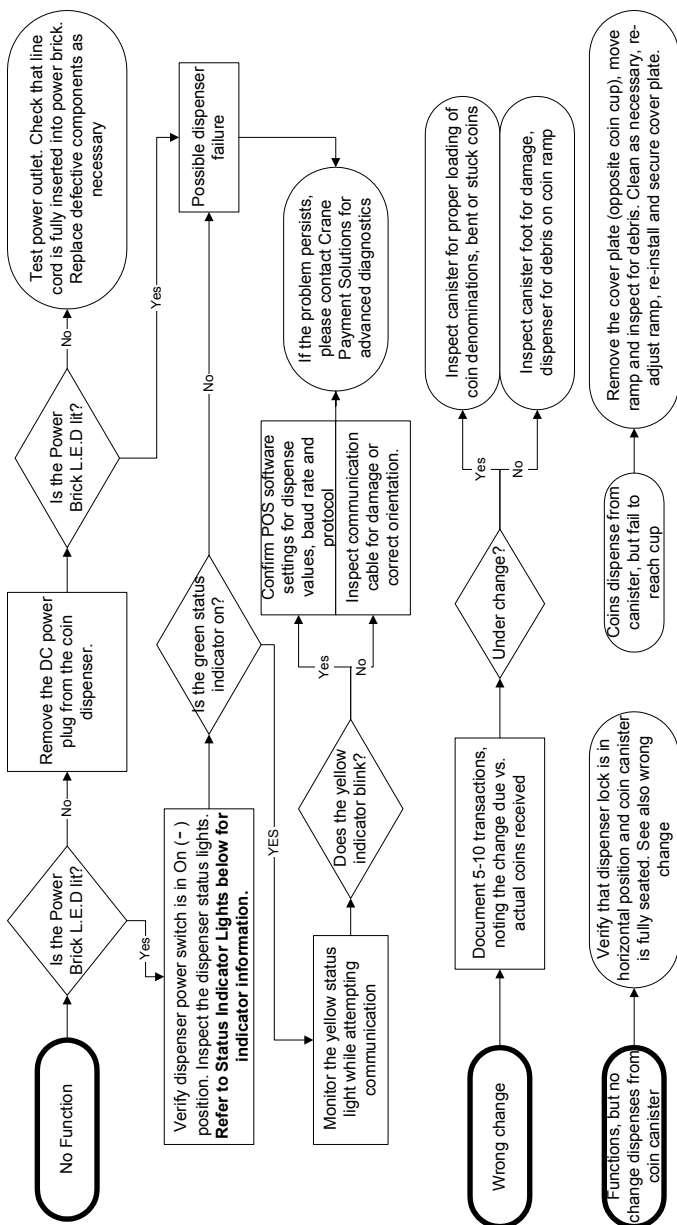 No Function
Is the Power
Brick L.E.D lit?
No
Yes
Remove the DC power
plug from the coin
dispenser.
Is the Power
Brick L.E.D lit?
No
Yes
Test power outlet. Check that line
cord is fully inserted into power brick.
Replace defective components as
necessary
Verify dispenser power switch is in On (-)
position. Inspect the dispenser status lights.
Refer to Status Indicator Lights below for
indicator information.
Is the green status
indicator on?
No
YES
Possible dispenser
failure
Monitor the yellow status
light while attempting
communication
Does the yellow
indicator blink?
Yes
No
Confirm POS software
settings for dispense
values, baud rate and
protocol
Inspect communication
cable for damage or
correct orientation.
If the problem persists,
please contact Crane
Payment Solutions for
advanced diagnostics
Wrong change
Document 5-10 transactions,
noting the change due vs.
actual coins received
Under change?
Yes
No
Inspect canister for proper loading of
coin denominations, bent or stuck coins
Inspect canister foot for damage,
dispenser for debris on coin ramp
Functions, but no
change dispenses from
coin canister
Verify that dispenser lock is in
horizontal position and coin canister
is fully seated. See also wrong
change
Coins dispense from
canister, but fail to
reach cup
Remove the cover plate (opposite coin cup), move
ramp and inspect for debris. Clean as necessary, re-
adjust ramp, re-install and secure cover plate.